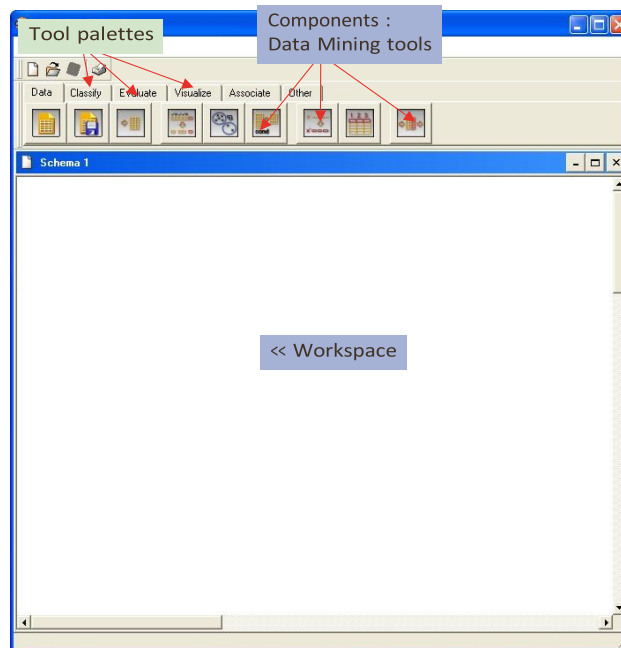 Tool palettes
Components :
Data Mining tools
Data Classify Evaluate Visualize Associate Other
Schema 1
<< Workspace